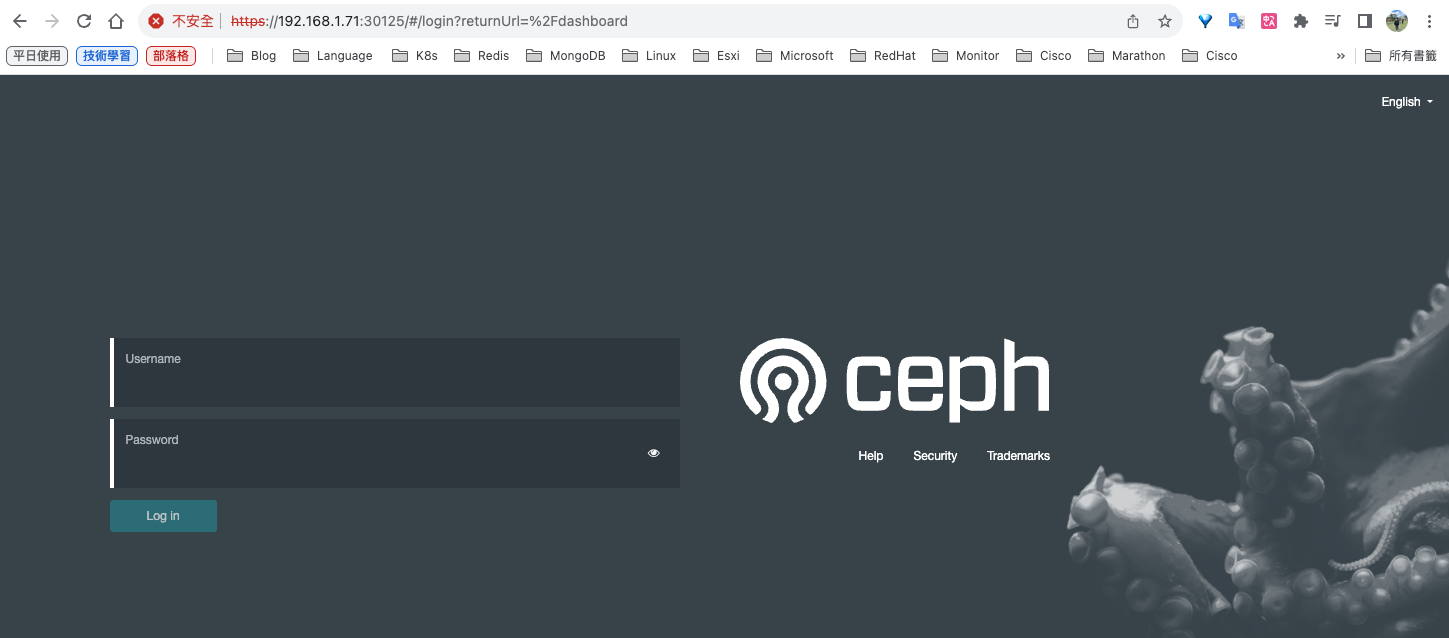 不安全 https://192.168.1.71:30125/#/login?returnUrl=%2Fdashboard
平日使用 技術學習 部落格 Blog Language K8s Redis MongoDB Linux Esxi Microsoft RedHat Monitor Cisco Marathon Cisco » 所有書籤
English
Username
Password
Log in
ceph
Help Security Trademarks